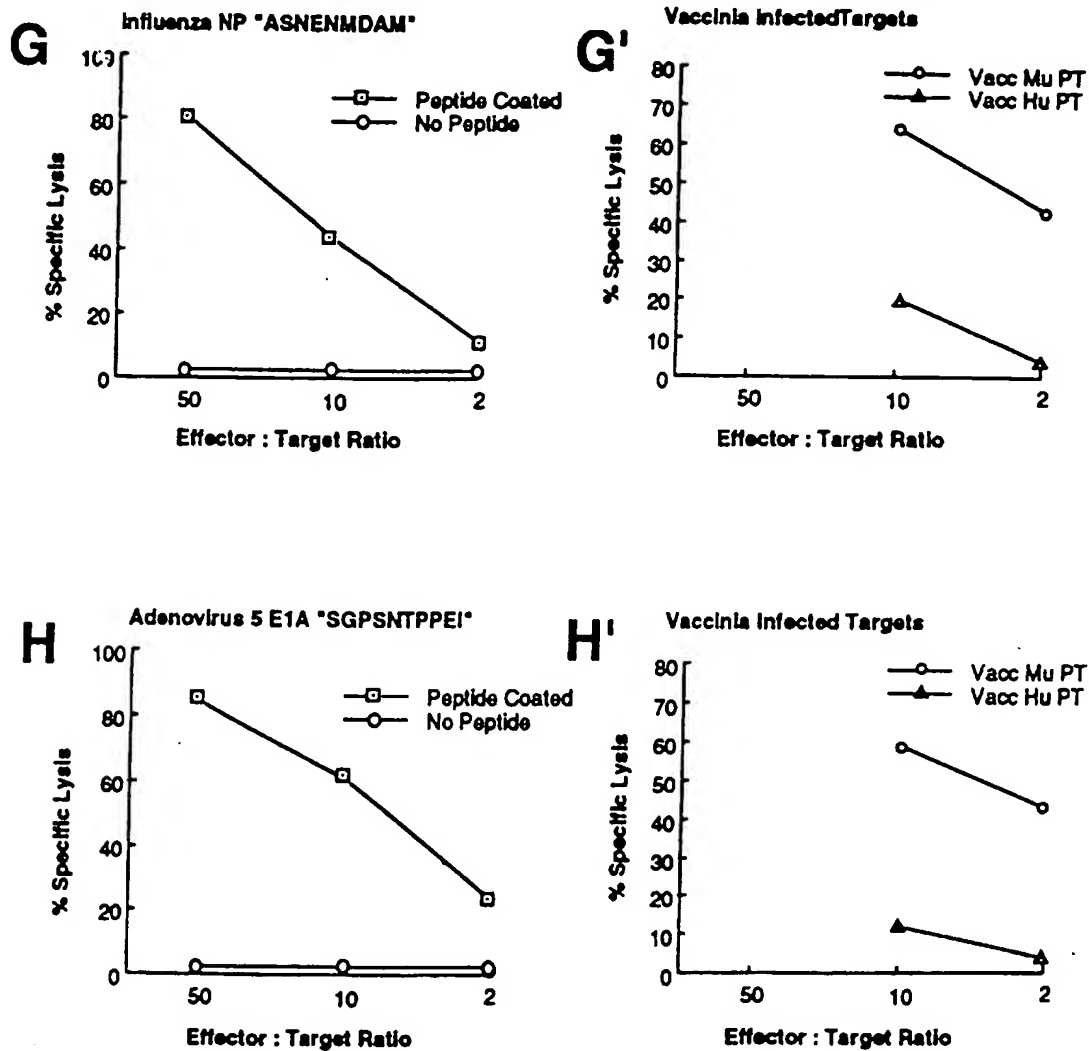 G
Influenza NP "ASNENMDAM"
100
80
60
40
20
0
% Specific Lysis
Peptide Coated
No Peptide
50 10 2
Effector : Target Ratio
G'
Vaccinia InfectedTargets
80
70
60
50
40
30
20
10
0
% Specific Lysis
Vacc Mu PT
Vacc Hu PT
50 10 2
Effector : Target Ratio
H
Adenovirus 5 E1A "SGPSNTPPEI"
100
80
60
40
20
0
% Specific Lysis
Peptide Coated
No Peptide
50 10 2
Effector : Target Ratio
H'
Vaccinia Infected Targets
80
70
60
50
40
30
20
10
0
% Specific Lysis
Vacc Mu PT
Vacc Hu PT
50 10 2
Effector : Target Ratio